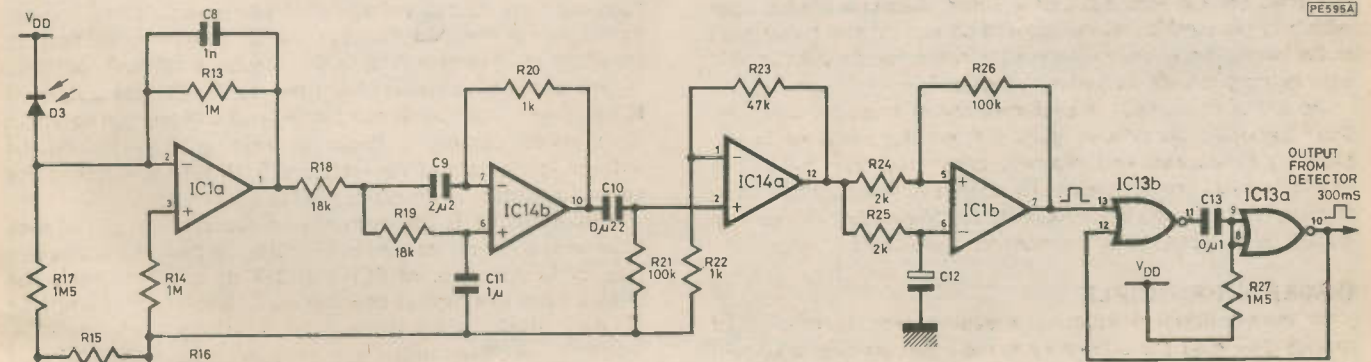 PE595A
VDD
C8
1n
R13
1M
D3
2
3
IC1a
1
R17
1M5
R14
1M
R15
R16
R18
18k
R19
18k
C9
2µ2
R20
1k
7
6
IC14b
10
C11
1µ
C10
0µ22
R21
100k
R22
1k
R23
47k
1
2
IC14a
12
R24
2k
R25
2k
R26
100k
5
6
IC1b
7
C12
IC13b
13
12
11
C13
0µ1
VDD
R27
1M5
IC13a
9
8
10
OUTPUT
FROM
DETECTOR
300mS